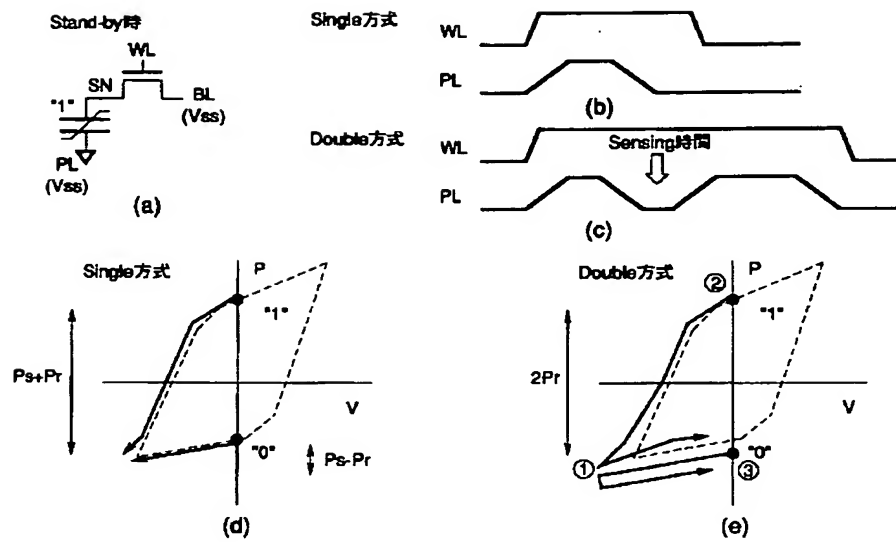 Stand-by時
WL
SN
"1"
BL
(Vss)
PL
(Vss)
(a)
Single方式
WL
PL
(b)
Double方式
WL
Sensing時間
PL
(c)
Single方式
P
"1"
Ps+Pr
V
"0"
Ps-Pr
(d)
Double方式
P
②
"1"
2Pr
V
"0"
①
③
(e)